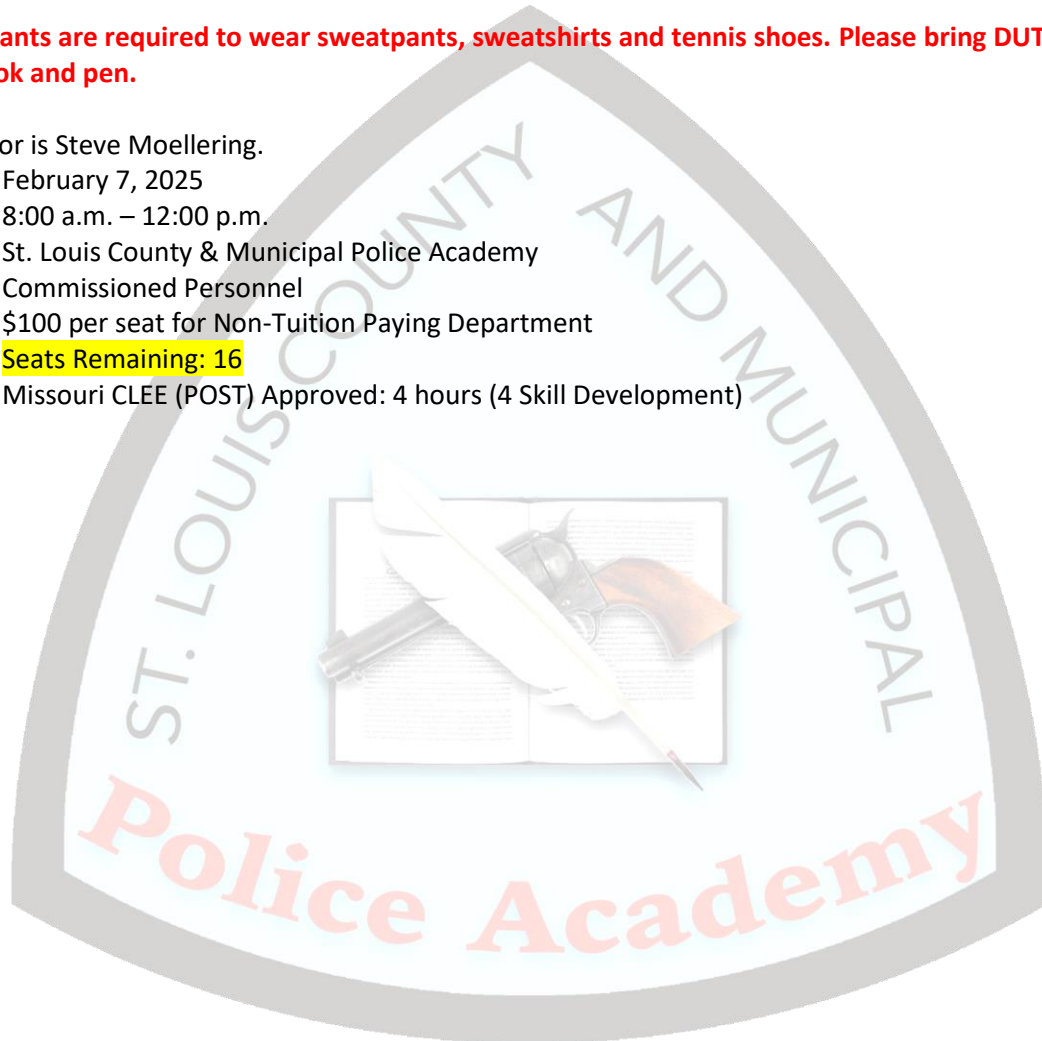 ants are required to wear sweatpants, sweatshirts and tennis shoes. Please bring DUT
ok and pen.
or is Steve Moellering.
February 7, 2025
8:00 a.m. – 12:00 p.m.
St. Louis County & Municipal Police Academy
Commissioned Personnel
$100 per seat for Non-Tuition Paying Department
Seats Remaining: 16
Missouri CLEE (POST) Approved: 4 hours (4 Skill Development)
ST. LOUIS COUNTY AND MUNICIPAL
Police Academy